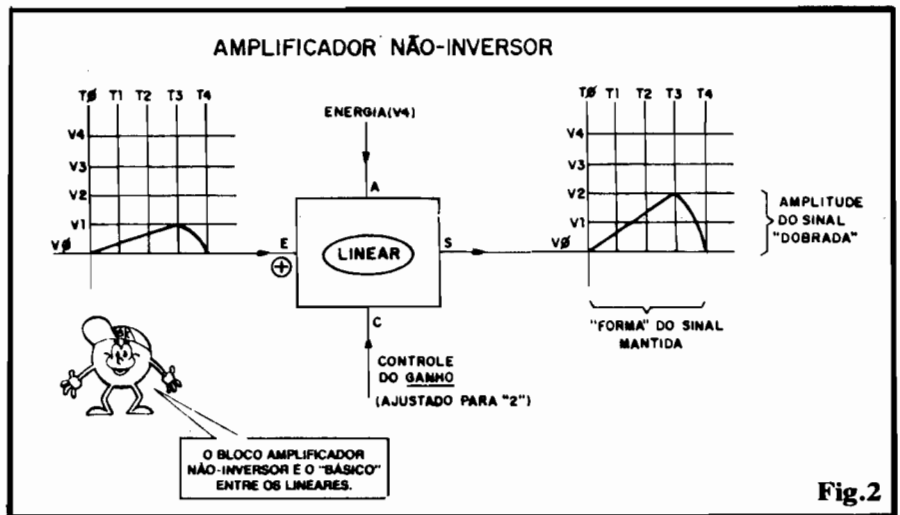 AMPLIFICADOR NÃO-INVERSOR
TØ T1 T2 T3 T4
V4
V3
V2
V1
VØ
ENERGIA(V4)
A
E
⊕
LINEAR
S
C
CONTROLE
DO GANHO
(AJUSTADO PARA "2")
TØ T1 T2 T3 T4
V4
V3
V2
V1
VØ
AMPLITUDE
DO SINAL
"DOBRADA"
"FORMA" DO SINAL
MANTIDA
O BLOCO AMPLIFICADOR
NÃO-INVERSOR É O "BÁSICO"
ENTRE OS LINEARES.
Fig.2